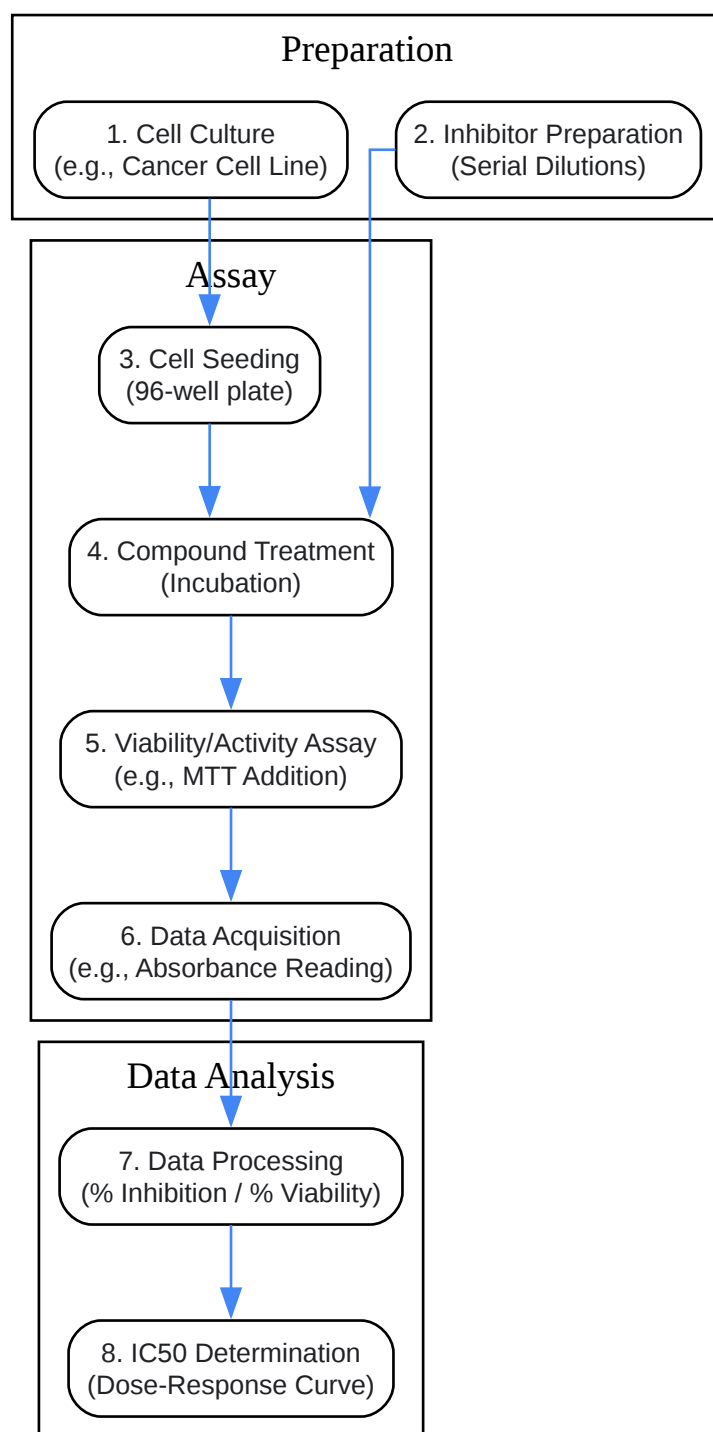 Preparation
1. Cell Culture
(e.g., Cancer Cell Line)
2. Inhibitor Preparation
(Serial Dilutions)
Assay
3. Cell Seeding
(96-well plate)
4. Compound Treatment
(Incubation)
5. Viability/Activity Assay
(e.g., MTT Addition)
6. Data Acquisition
(e.g., Absorbance Reading)
Data Analysis
7. Data Processing
(% Inhibition / % Viability)
8. IC50 Determination
(Dose-Response Curve)